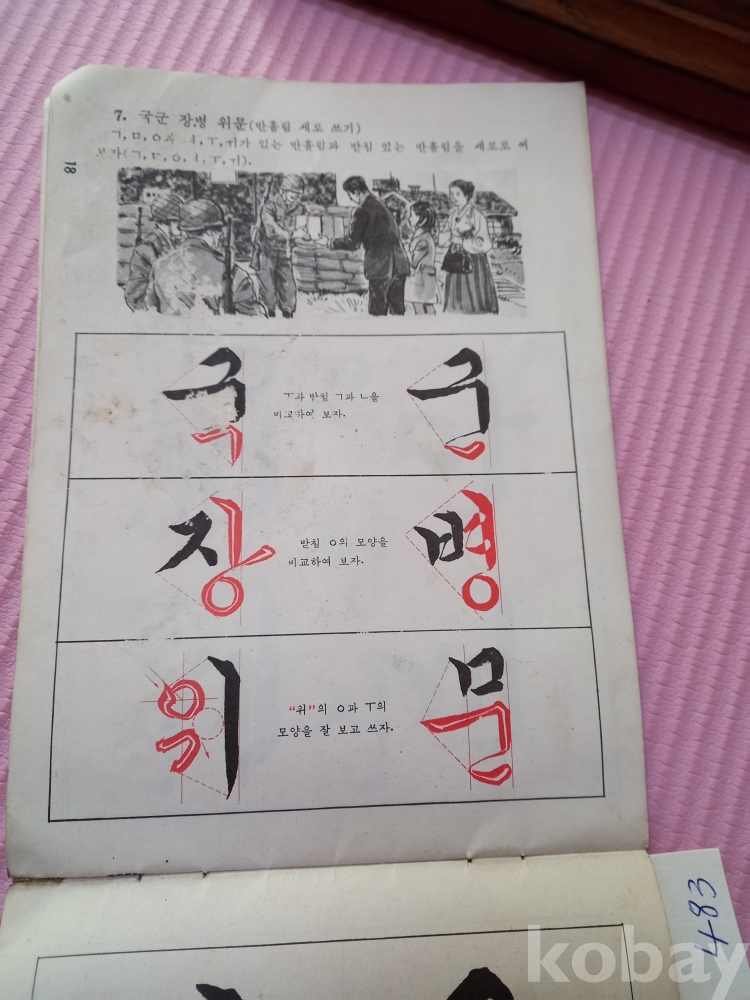 7. 국군 장병 위문(반흘림 세로 쓰기)
ㄱ, ㅁ, ㅇ과 ㅕ, ㅜ, ㅟ가 있는 반흘림과 받침 있는 반흘림을 세로로 써
보자(ㄱ, ㅁ, ㅇ, ㅕ, ㅜ, ㅟ).
18
국 군
ㅜ와 받침 ㄱ과 ㄴ을
비교하여 보자.
장 병
받침 ㅇ의 모양을
비교하여 보자.
위 문
"위"의 ㅇ과 ㅜ의
모양을 잘 보고 쓰자.
483
kobay